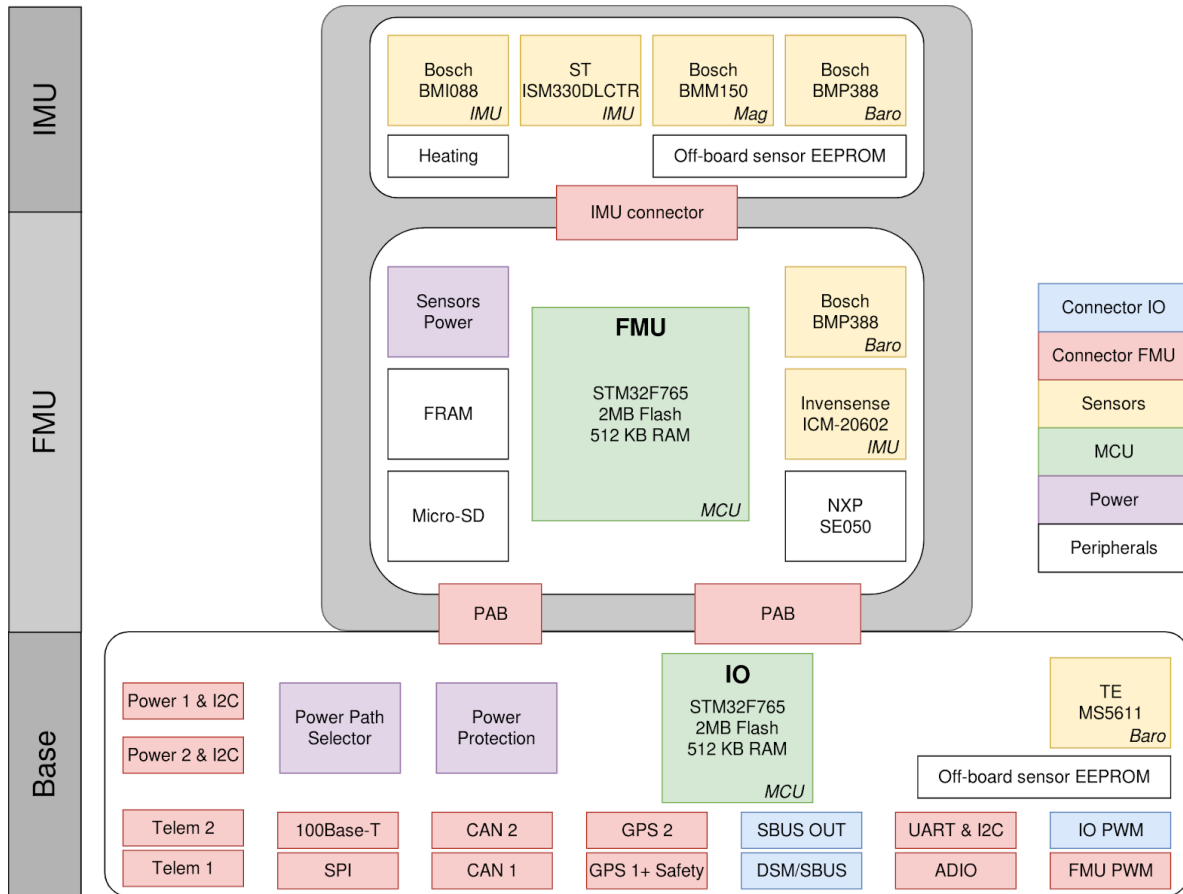 IMU
Bosch
BMI088
IMU
ST
ISM330DLCTR
IMU
Bosch
BMM150
Mag
Bosch
BMP388
Baro
Heating
Off-board sensor EEPROM
IMU connector
FMU
Sensors
Power
FRAM
Micro-SD
FMU
STM32F765
2MB Flash
512 KB RAM
MCU
Bosch
BMP388
Baro
Invensense
ICM-20602
IMU
NXP
SE050
PAB
PAB
Connector IO
Connector FMU
Sensors
MCU
Power
Peripherals
Base
Power 1 & I2C
Power 2 & I2C
Power Path
Selector
Power
Protection
IO
STM32F765
2MB Flash
512 KB RAM
MCU
TE
MS5611
Baro
Off-board sensor EEPROM
Telem 2
100Base-T
CAN 2
GPS 2
SBUS OUT
UART & I2C
IO PWM
Telem 1
SPI
CAN 1
GPS 1+ Safety
DSM/SBUS
ADIO
FMU PWM